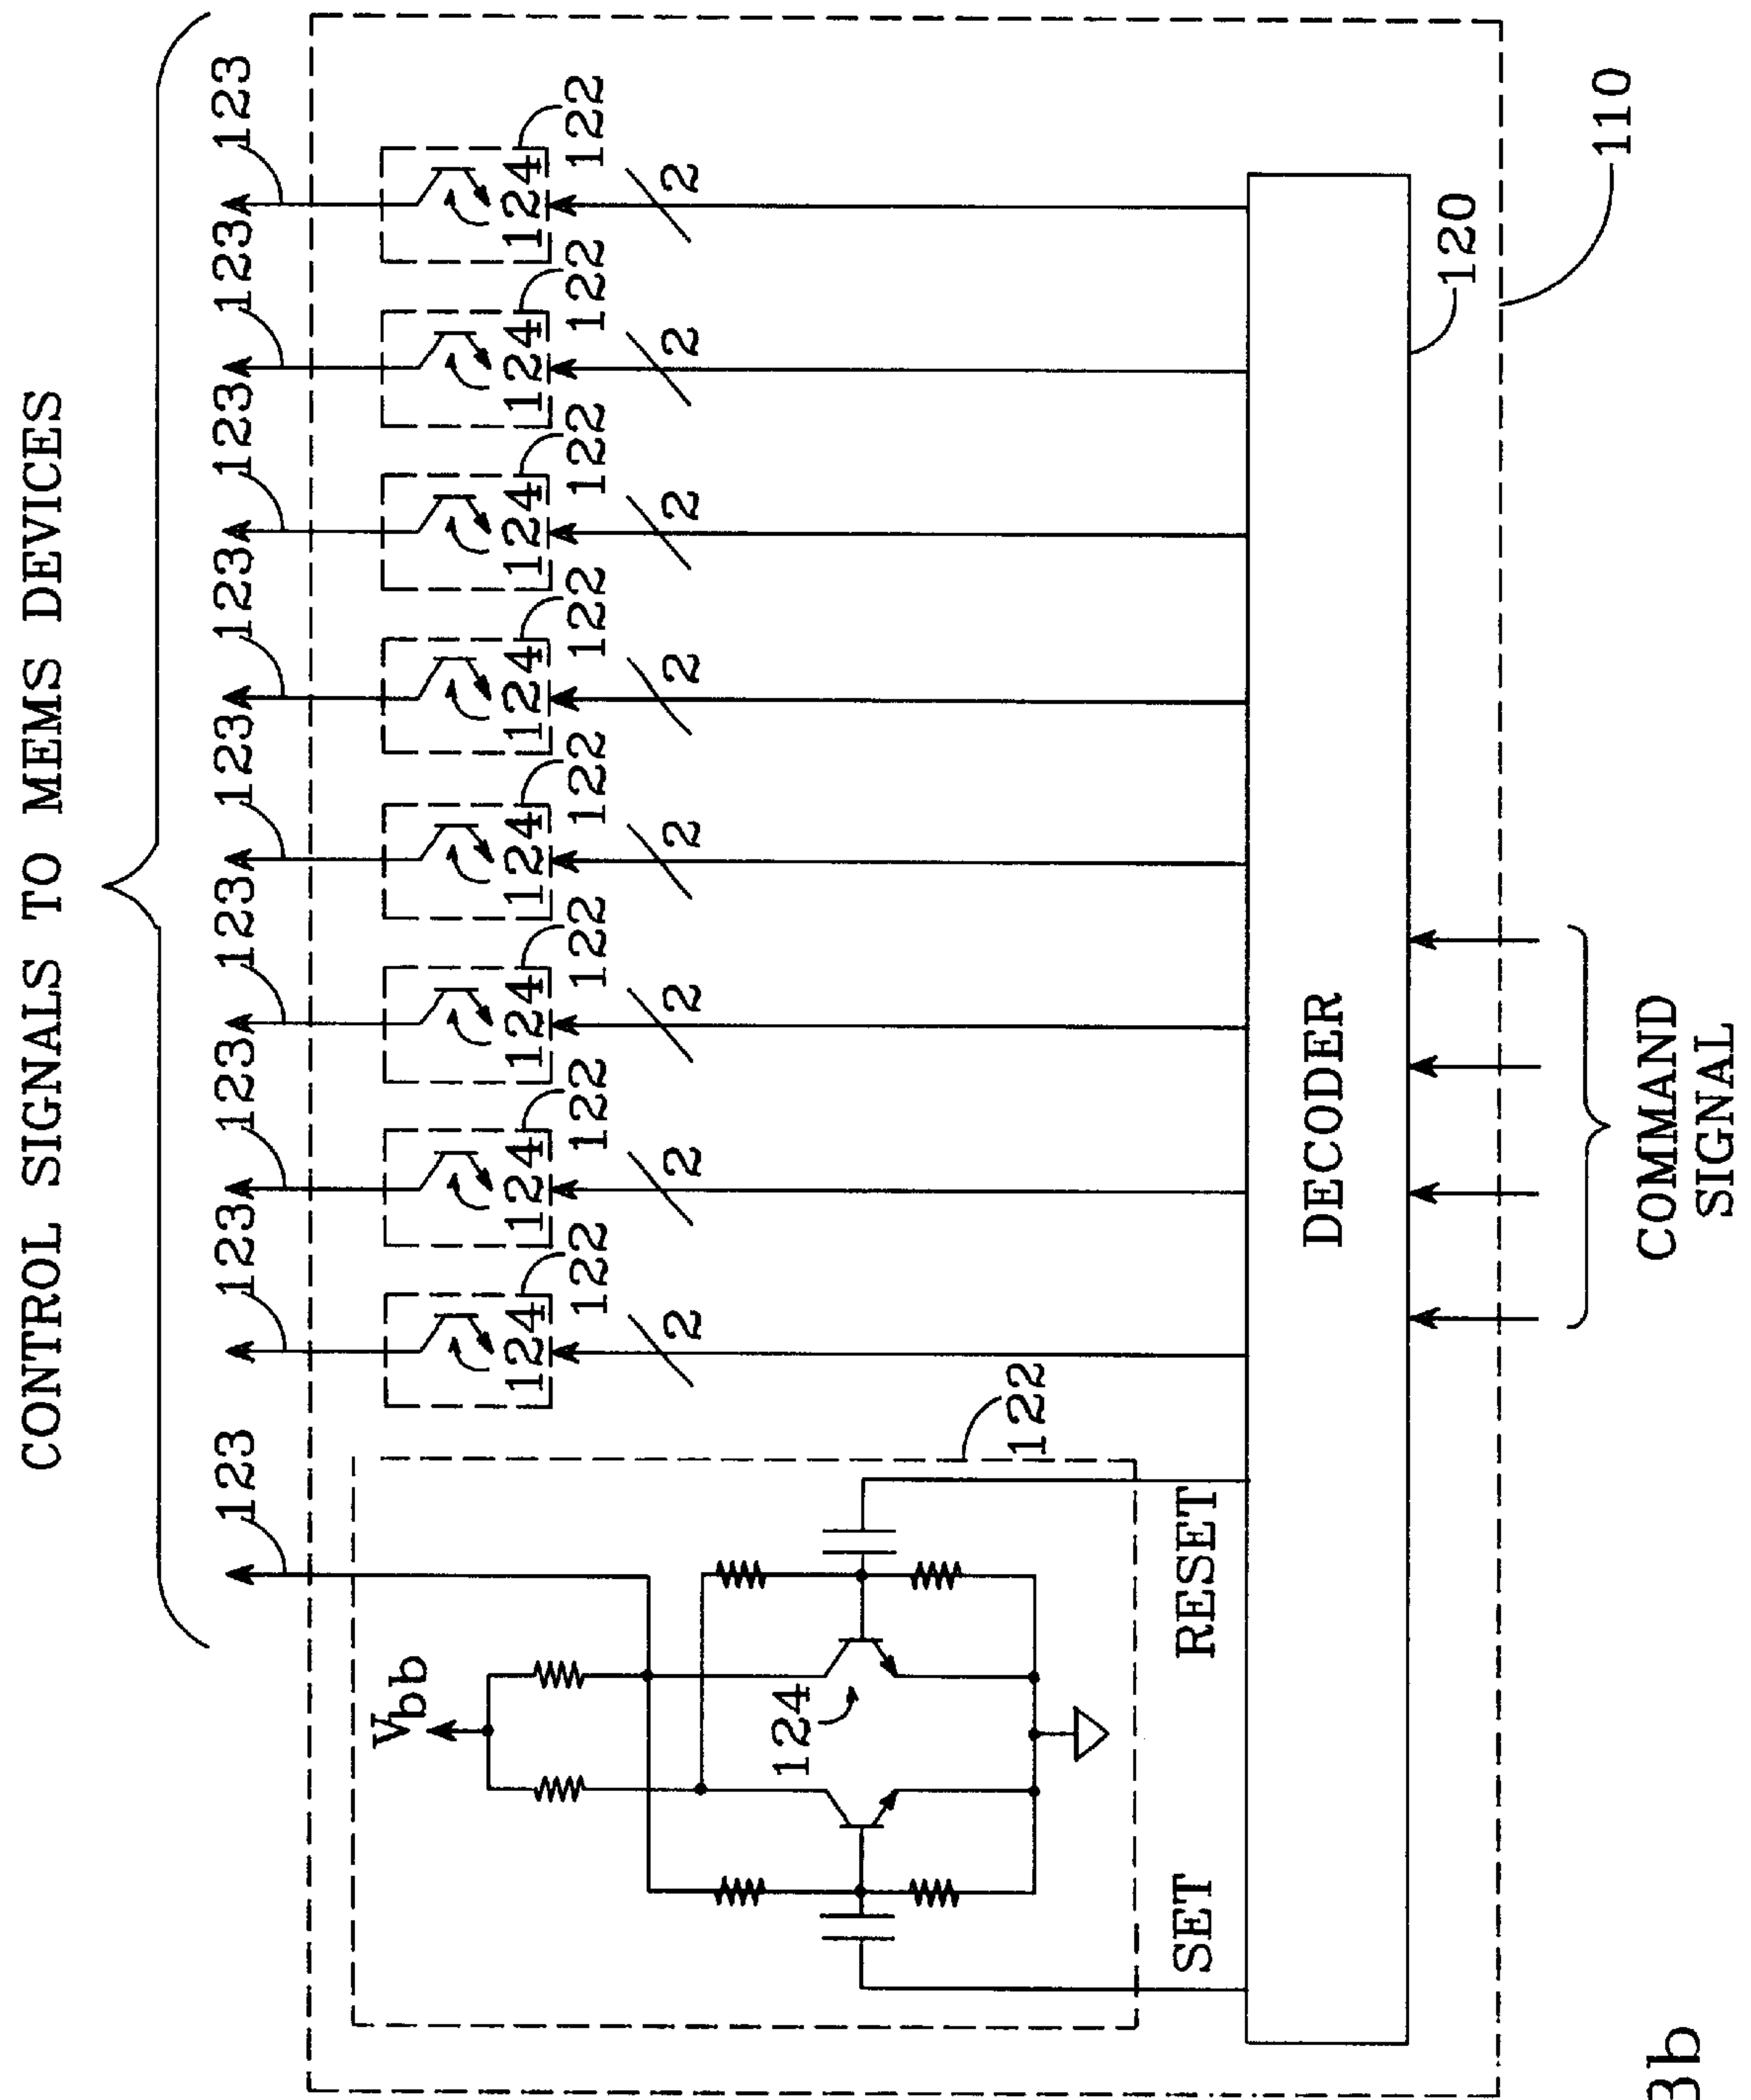 CONTROL SIGNALS TO MEMS DEVICES
123 123 123 123 123 123 123 123 123
Vbb
124 124 124 124 124 124 124 124
122 122 122 122 122 122 122 122
2 2 2 2 2 2 2 2
124
122
SET RESET
DECODER
120
110
COMMAND
SIGNAL
3b